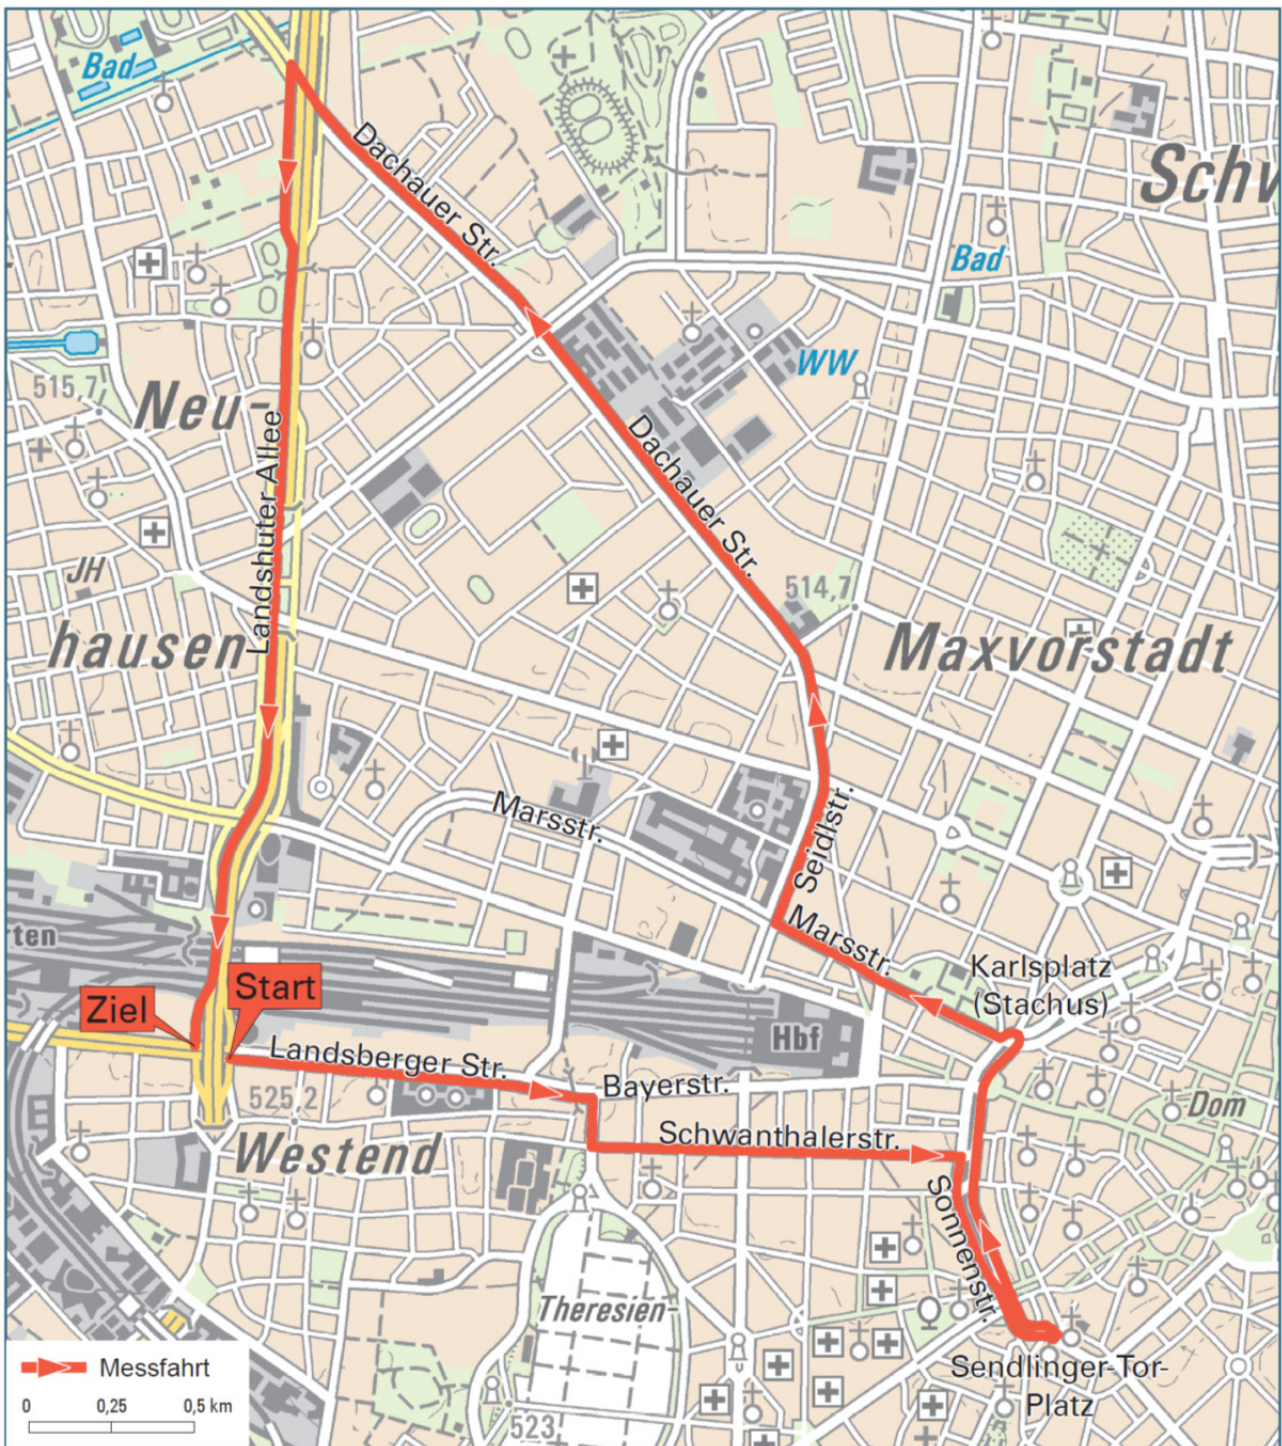 Bad
Dachauer Str.
Schw
Bad
WW
515,7
Neu-
Landshuter Allee
Dachauer Str.
JH
514,7
hausen
Maxvorstadt
Marsstr.
Seidlstr.
Marsstr.
rten
Karlsplatz
(Stachus)
Start
Ziel
Hbf
Landsberger Str.
Bayerstr.
525,2
Dom
Schwanthalerstr.
Westend
Sonnenstr.
Theresien-
Sendlinger-Tor-
Platz
Messfahrt
0 0,25 0,5 km
523